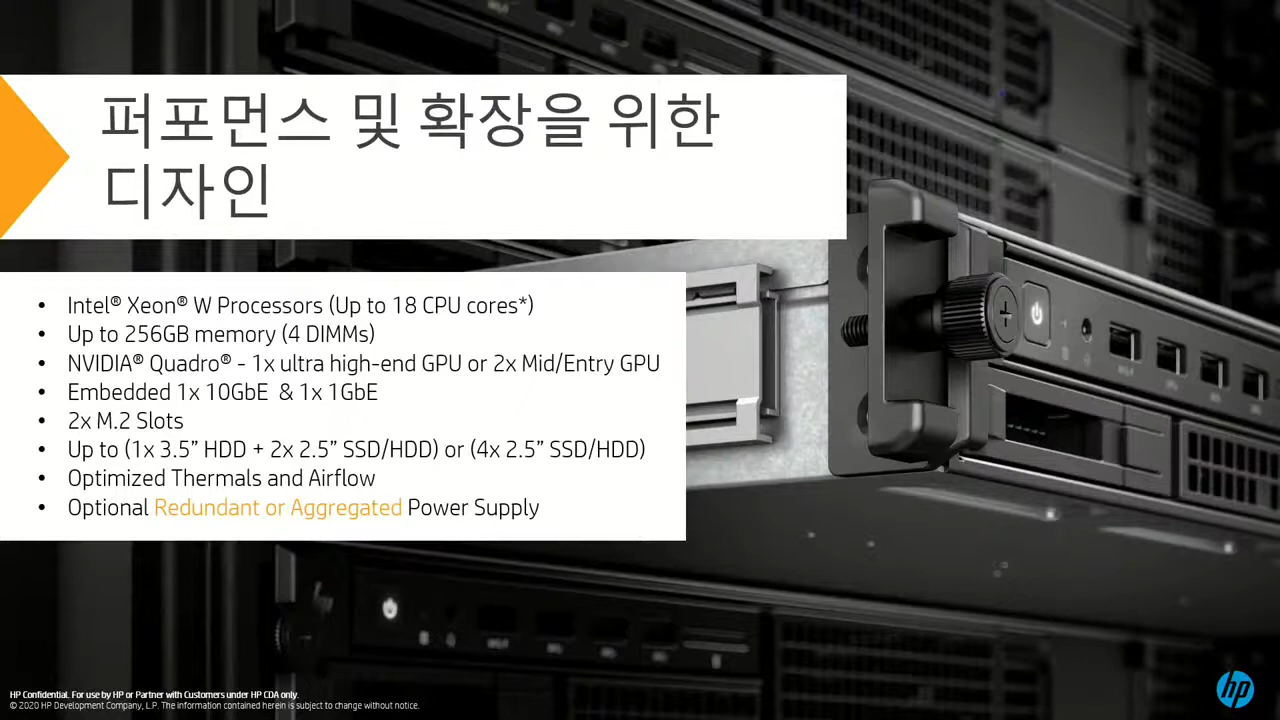 퍼포먼스 및 확장을 위한
디자인
• Intel® Xeon® W Processors (Up to 18 CPU cores*)
• Up to 256GB memory (4 DIMMs)
• NVIDIA® Quadro® - 1x ultra high-end GPU or 2x Mid/Entry GPU
• Embedded 1x 10GbE & 1x 1GbE
• 2x M.2 Slots
• Up to (1x 3.5” HDD + 2x 2.5” SSD/HDD) or (4x 2.5” SSD/HDD)
• Optimized Thermals and Airflow
• Optional Redundant or Aggregated Power Supply
HP Confidential. For use by HP or Partner with Customers under HP CDA only.
© 2020 HP Development Company, L.P. The information contained herein is subject to change without notice.
hp